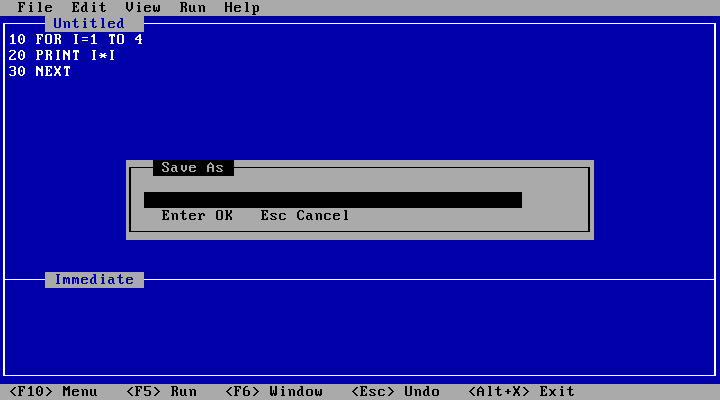 File Edit View Run Help
Untitled
10 FOR I=1 TO 4
20 PRINT I*I
30 NEXT
Save As
Enter OK Esc Cancel
Immediate
<F10> Menu <F5> Run <F6> Window <Esc> Undo <Alt+X> Exit